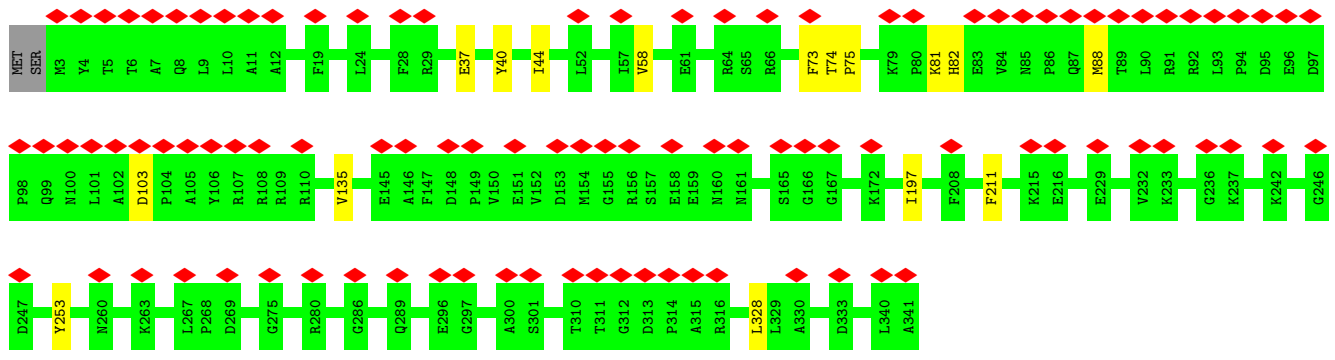 MET SER M3 Y4 T5 T6 A7 Q8 L9 L10 A11 A12 F19 L24 F28 R29 E37 Y40 I44 L52 I57 V58 E61 R64 S65 R66 F73 T74 P75 K79 P80 K81 H82 E83 V84 N85 P86 Q87 M88 T89 L90 R91 R92 L93 P94 D95 E96 D97
P98 Q99 N100 L101 A102 D103 P104 A105 Y106 R107 R108 R109 R110 V135 E145 A146 F147 D148 P149 V150 E151 V152 D153 M154 G155 R156 S157 E158 E159 N160 N161 S165 G166 G167 K172 I197 F208 F211 K215 E216 E229 V232 K233 G236 K237 K242 G246
D247 Y253 N260 K263 L267 P268 D269 G275 R280 G286 Q289 E296 G297 A300 S301 T310 T311 G312 D313 P314 A315 R316 L328 L329 A330 D333 L340 A341